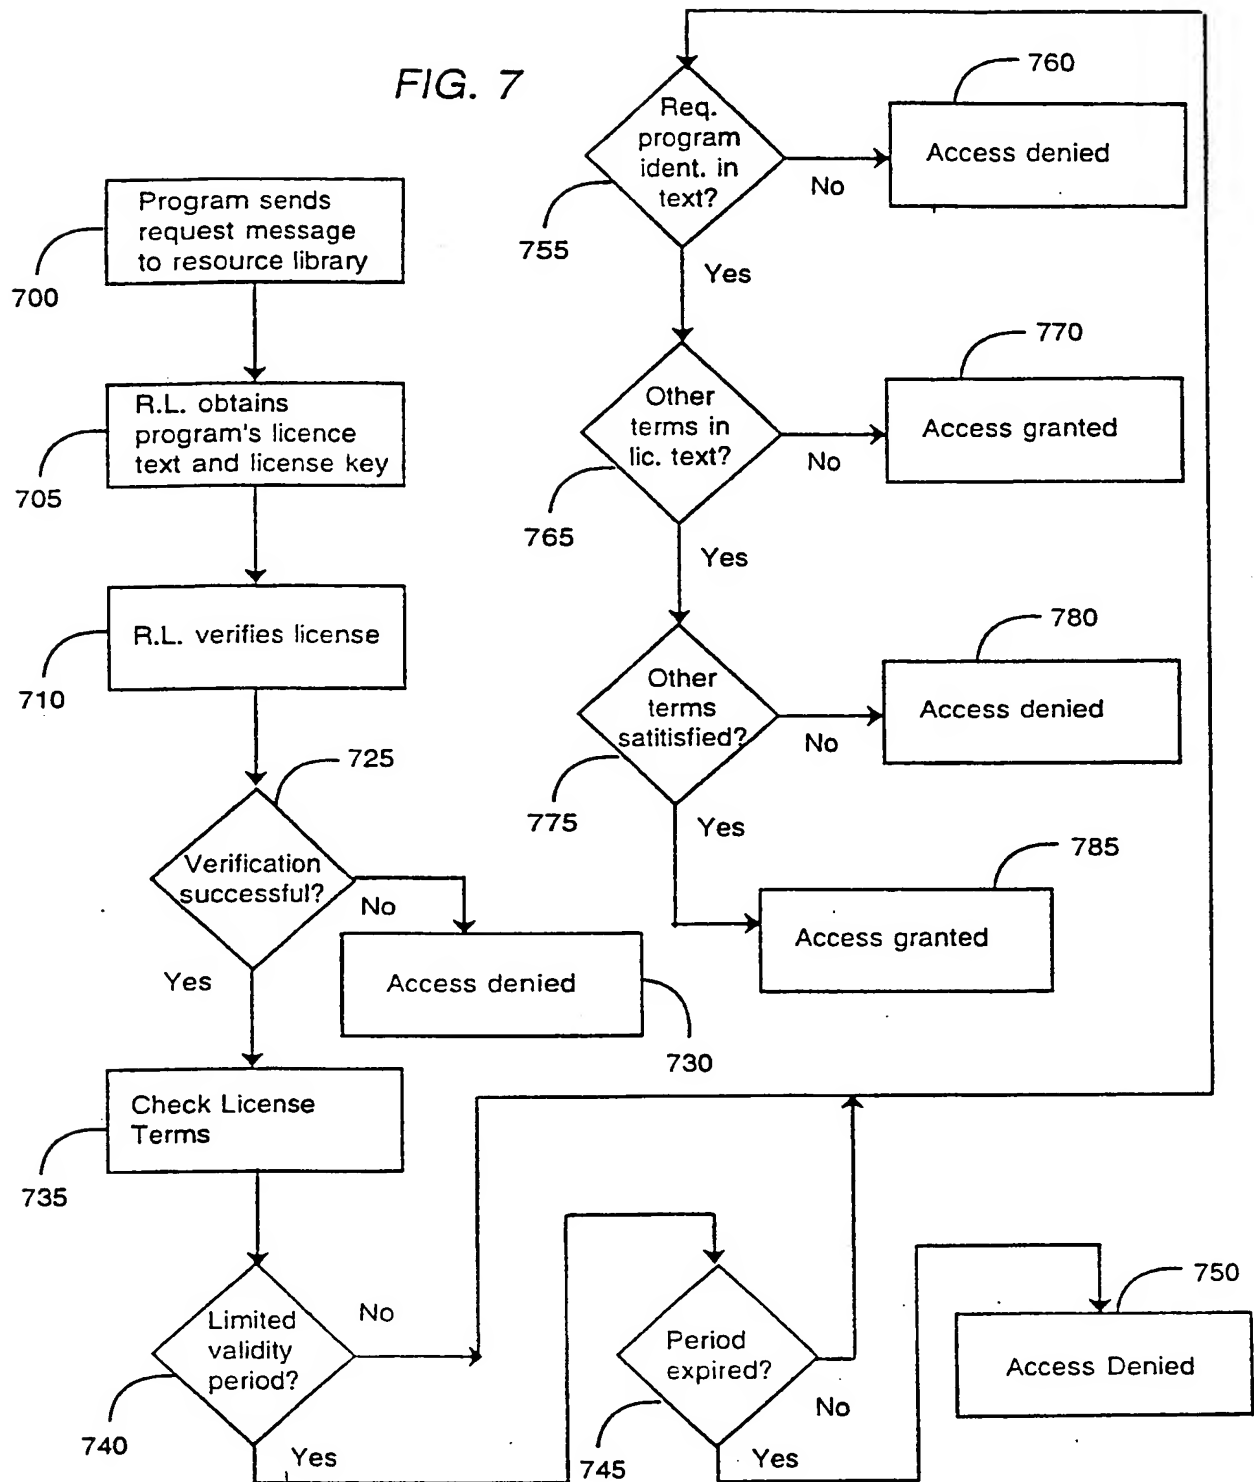 FIG. 7
Program sends
request message
to resource library
700
R.L. obtains
program's licence
text and license key
705
R.L. verifies license
710
725
Verification
successful?
No
Yes
Access denied
730
Check License
Terms
735
Limited
validity
period?
No
740
Yes
Period
expired?
No
745
Yes
750
Access Denied
Req.
program
ident. in
text?
755
No
760
Access denied
Yes
Other
terms in
lic. text?
765
No
770
Access granted
Yes
Other
terms
satitisfied?
775
No
780
Access denied
Yes
785
Access granted